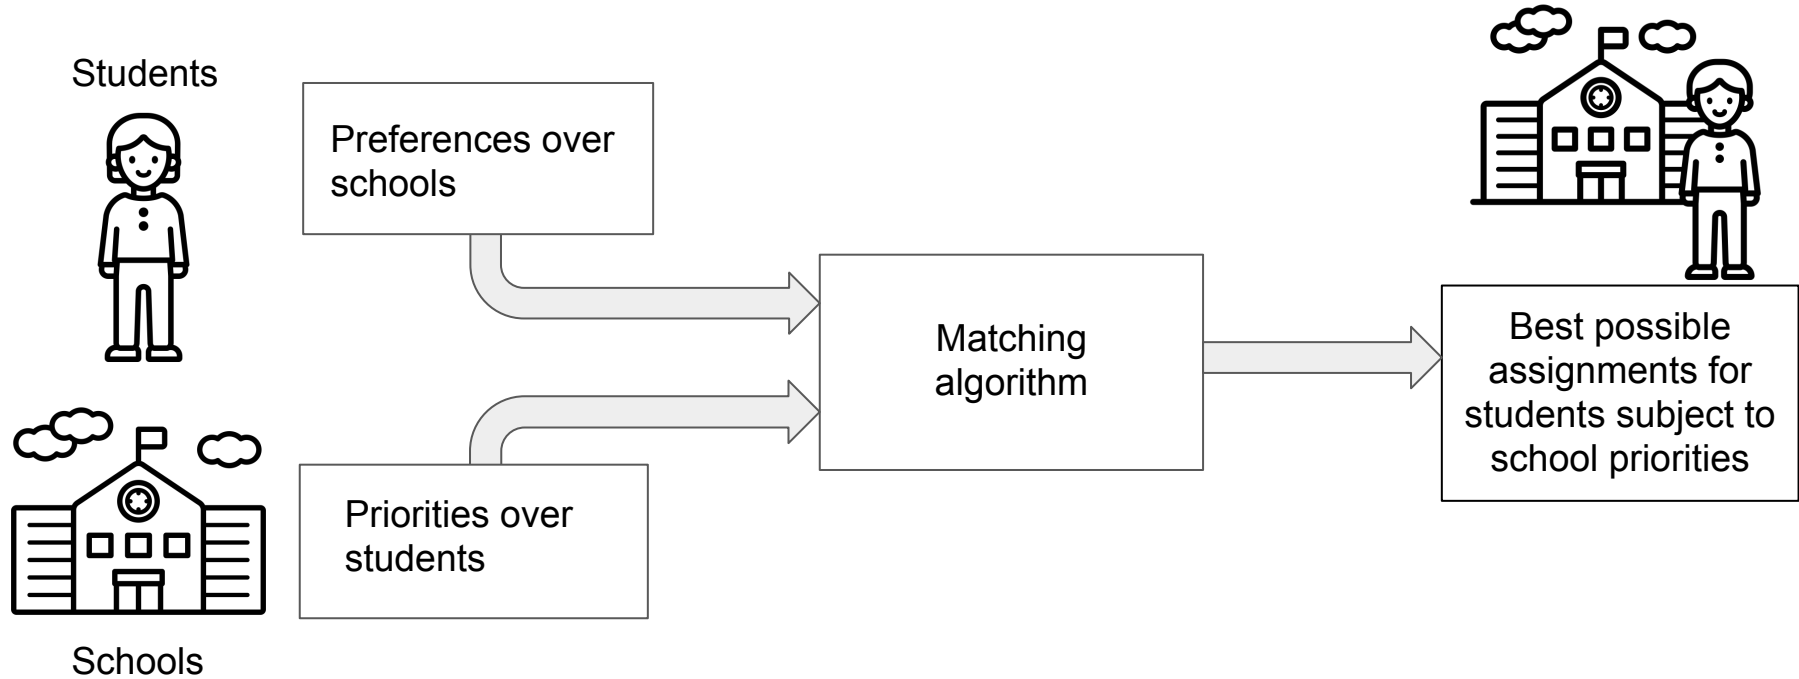 Students
Preferences over
schools
Matching
algorithm
Best possible
assignments for
students subject to
school priorities
Priorities over
students
Schools